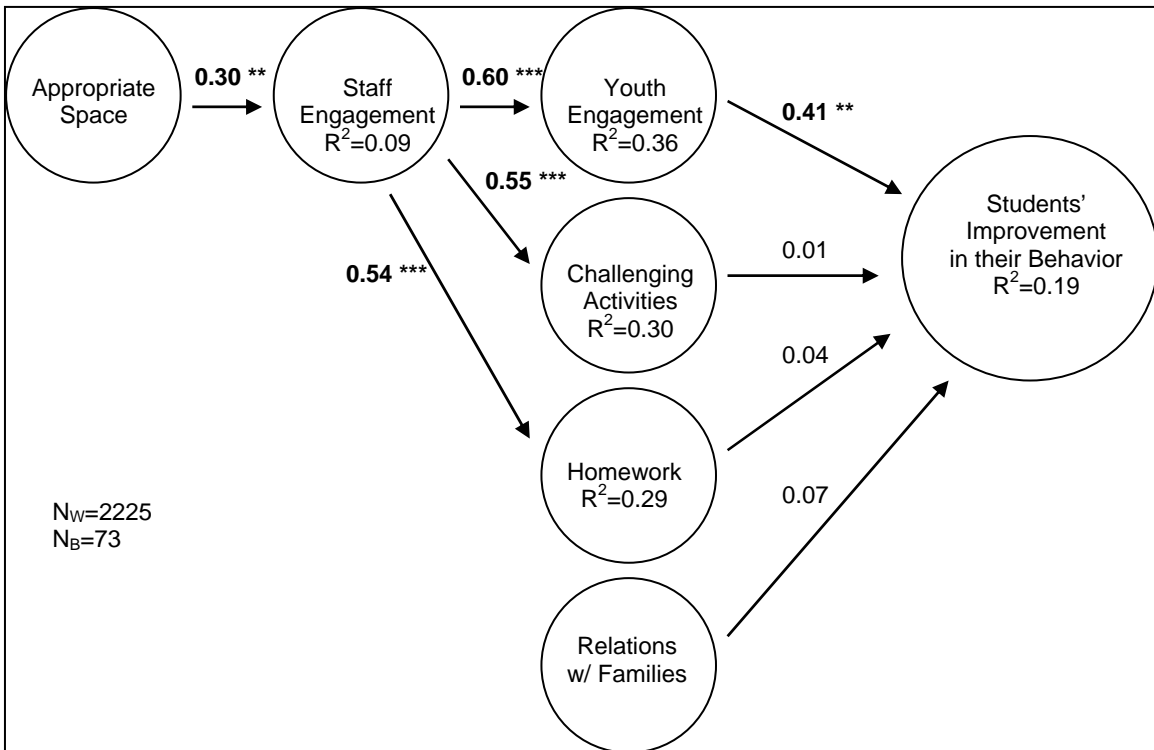 Appropriate
Space
0.30 **
Staff
Engagement
R²=0.09
0.60 ***
Youth
Engagement
R²=0.36
0.41 **
0.55 ***
Challenging
Activities
R²=0.30
0.01
Students’
Improvement
in their Behavior
R²=0.19
0.54 ***
Homework
R²=0.29
0.04
0.07
Relations
w/ Families
N_W=2225
N_B=73